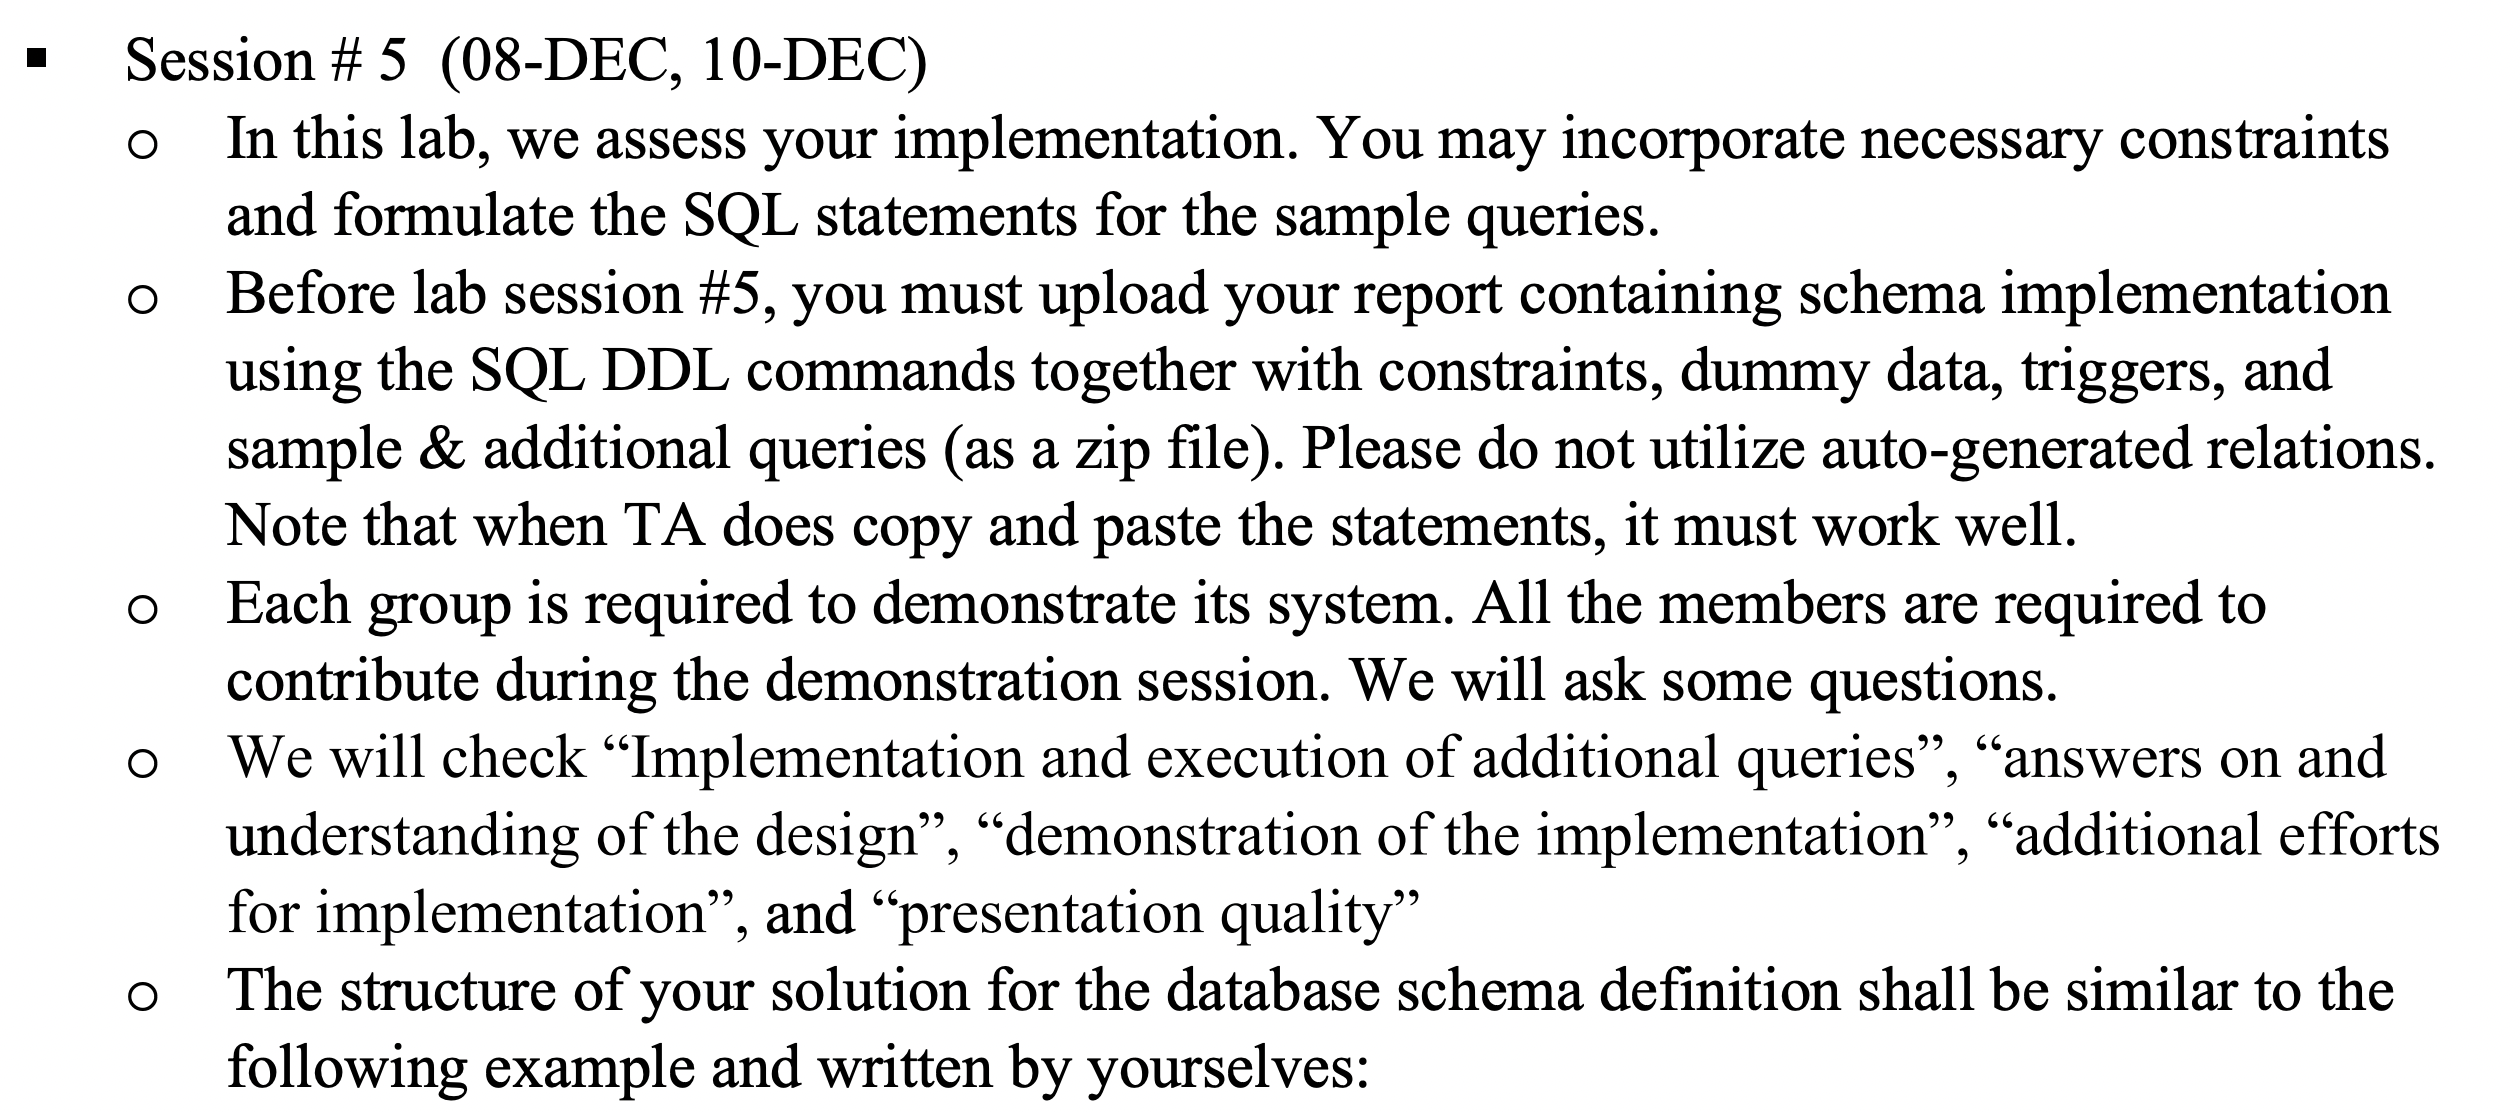 ▪ Session # 5 (08-DEC, 10-DEC)
o In this lab, we assess your implementation. You may incorporate necessary constraints
and formulate the SQL statements for the sample queries.
o Before lab session #5, you must upload your report containing schema implementation
using the SQL DDL commands together with constraints, dummy data, triggers, and
sample & additional queries (as a zip file). Please do not utilize auto-generated relations.
Note that when TA does copy and paste the statements, it must work well.
o Each group is required to demonstrate its system. All the members are required to
contribute during the demonstration session. We will ask some questions.
o We will check “Implementation and execution of additional queries”, “answers on and
understanding of the design”, “demonstration of the implementation”, “additional efforts
for implementation”, and “presentation quality”
o The structure of your solution for the database schema definition shall be similar to the
following example and written by yourselves: